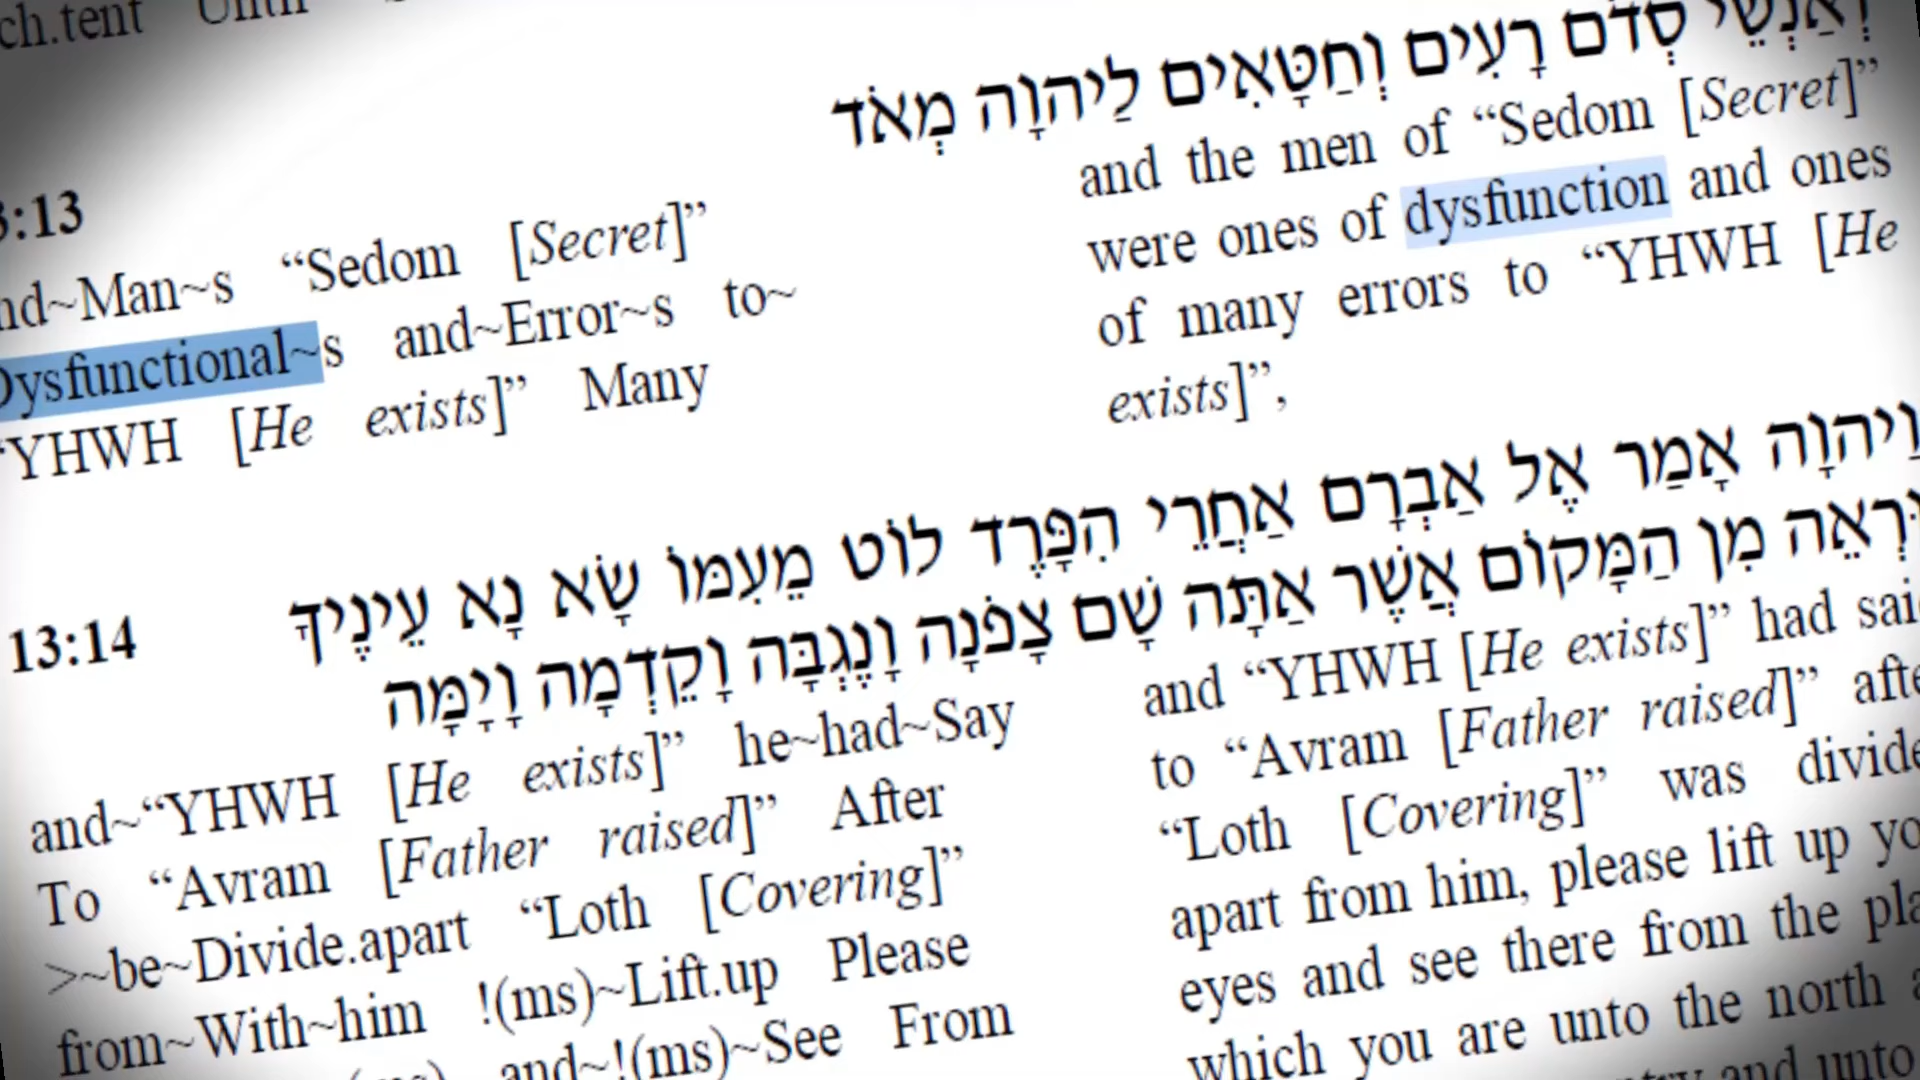 ch.tent
וְאַנְשֵׁי סְדֹם רָעִים וְחַטָּאִים לַיהוָה מְאֹד
:13
and the men of “Sedom [Secret]”
were ones of dysfunction and ones
of many errors to “YHWH [He
exists]”,
nd~Man~s “Sedom [Secret]”
Dysfunctional~s and~Error~s to~
“YHWH [He exists]” Many
13:14
וַיהוָה אָמַר אֶל אַבְרָם אַחֲרֵי הִפָּרֶד לוֹט מֵעִמּוֹ שָׂא נָא עֵינֶיךָ
וּרְאֵה מִן הַמָּקוֹם אֲשֶׁר אַתָּה שָׁם צָפֹנָה וָנֶגְבָּה וָקֵדְמָה וָיָמָּה
and~“YHWH [He exists]” he~had~Say
To “Avram [Father raised]” After
>~be~Divide.apart “Loth [Covering]”
from~With~him !(ms)~Lift.up Please
and~!(ms)~See From
and “YHWH [He exists]” had sai
to “Avram [Father raised]” afte
“Loth [Covering]” was divide
apart from him, please lift up yo
eyes and see there from the pla
which you are unto the north a
and unto